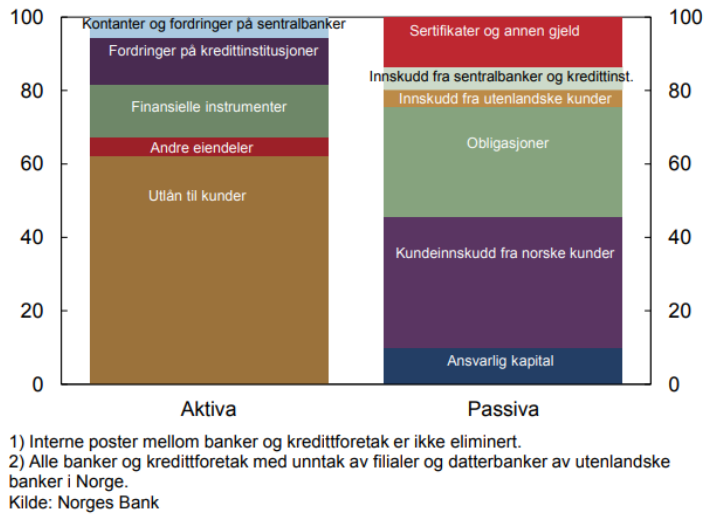 100
80
60
40
20
0
Kontanter og fordringer på sentralbanker
Fordringer på kredittinstitusjoner
Finansielle instrumenter
Andre eiendeler
Utlån til kunder
Sertifikater og annen gjeld
Innskudd fra sentralbanker og kredittinst.
Innskudd fra utenlandske kunder
Obligasjoner
Kundeinnskudd fra norske kunder
Ansvarlig kapital
100
80
60
40
20
0
Aktiva
Passiva
1) Interne poster mellom banker og kredittforetak er ikke eliminert.
2) Alle banker og kredittforetak med unntak av filialer og datterbanker av utenlandske
banker i Norge.
Kilde: Norges Bank